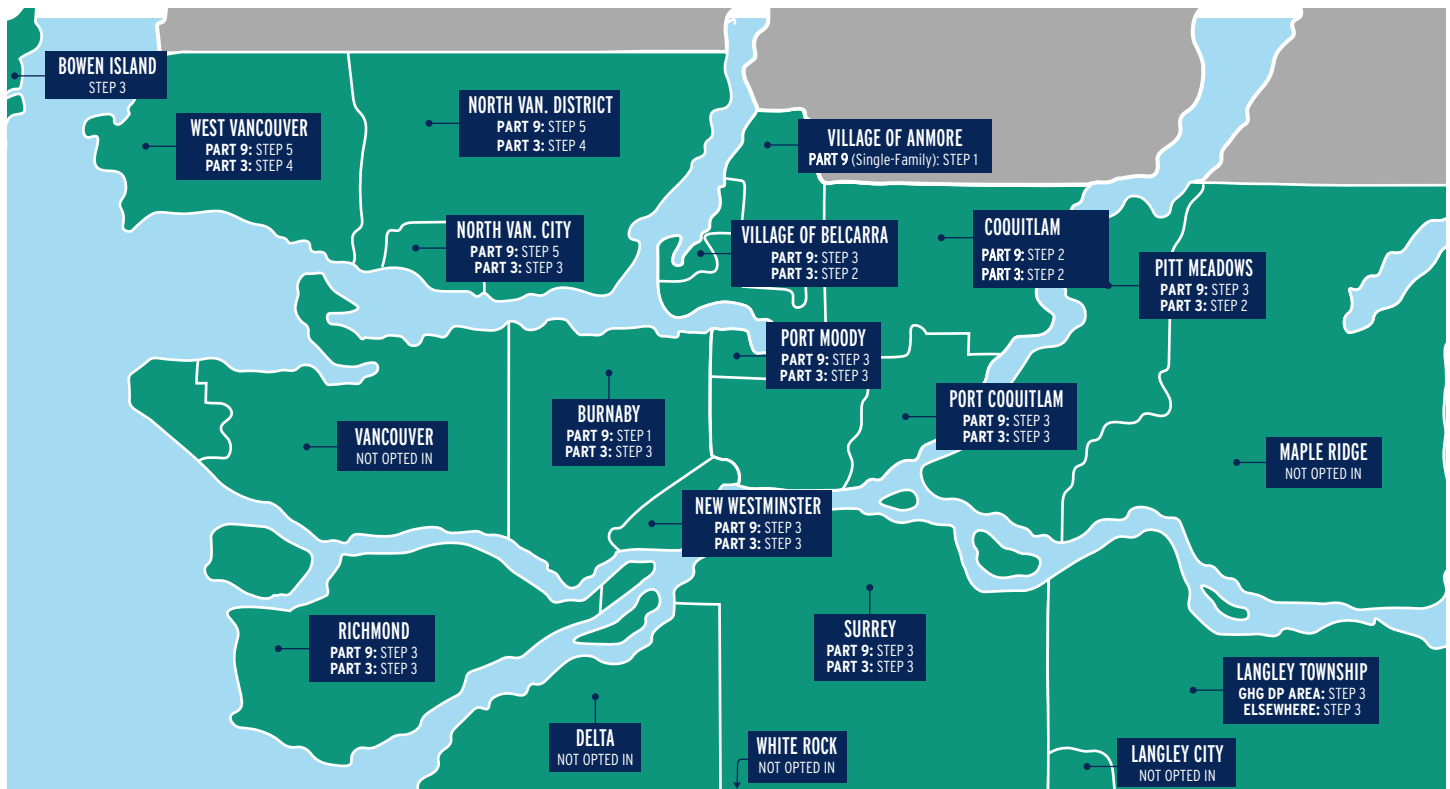 BOWEN ISLAND
STEP 3
WEST VANCOUVER
PART 9: STEP 5
PART 3: STEP 4
NORTH VAN. DISTRICT
PART 9: STEP 5
PART 3: STEP 4
VILLAGE OF ANMORE
PART 9 (Single-Family): STEP 1
NORTH VAN. CITY
PART 9: STEP 5
PART 3: STEP 3
VILLAGE OF BELCARRA
PART 9: STEP 3
PART 3: STEP 2
COQUITLAM
PART 9: STEP 2
PART 3: STEP 2
PITT MEADOWS
PART 9: STEP 3
PART 3: STEP 2
PORT MOODY
PART 9: STEP 3
PART 3: STEP 3
BURNABY
PART 9: STEP 1
PART 3: STEP 3
PORT COQUITLAM
PART 9: STEP 3
PART 3: STEP 3
VANCOUVER
NOT OPTED IN
MAPLE RIDGE
NOT OPTED IN
NEW WESTMINSTER
PART 9: STEP 3
PART 3: STEP 3
RICHMOND
PART 9: STEP 3
PART 3: STEP 3
SURREY
PART 9: STEP 3
PART 3: STEP 3
LANGLEY TOWNSHIP
GHG DP AREA: STEP 3
ELSEWHERE: STEP 3
DELTA
NOT OPTED IN
WHITE ROCK
NOT OPTED IN
LANGLEY CITY
NOT OPTED IN